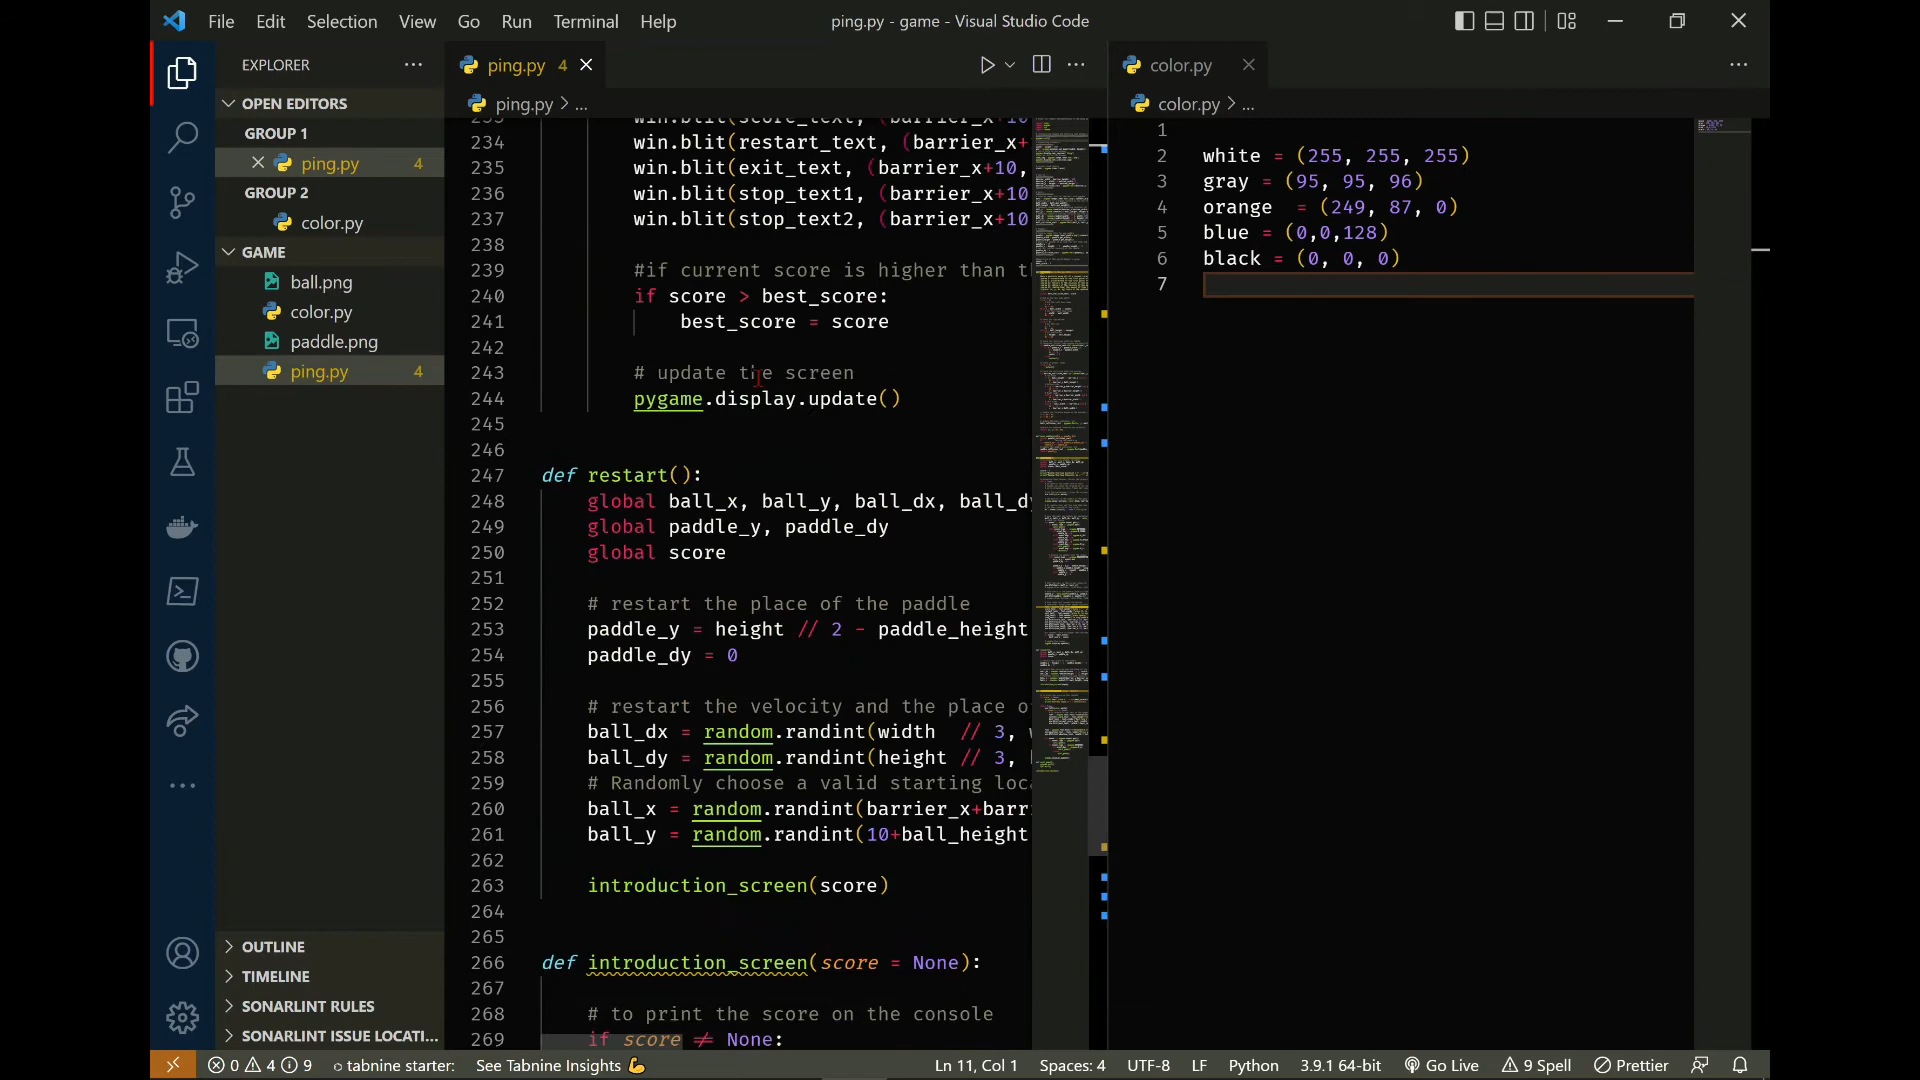 File Edit Selection View Go Run Terminal Help ping.py - game - Visual Studio Code
EXPLORER
OPEN EDITORS
GROUP 1
ping.py 4
GROUP 2
color.py
GAME
ball.png
color.py
paddle.png
ping.py 4
OUTLINE
TIMELINE
SONARLINT RULES
SONARLINT ISSUE LOCATI...
ping.py 4
ping.py > ...
233 win.blit(score_text, (barrier_x+10
234 win.blit(restart_text, (barrier_x+
235 win.blit(exit_text, (barrier_x+10,
236 win.blit(stop_text1, (barrier_x+10
237 win.blit(stop_text2, (barrier_x+10
238
239 #if current score is higher than th
240 if score > best_score:
241 best_score = score
242
243 # update the screen
244 pygame.display.update()
245
246
247 def restart():
248 global ball_x, ball_y, ball_dx, ball_dy
249 global paddle_y, paddle_dy
250 global score
251
252 # restart the place of the paddle
253 paddle_y = height // 2 - paddle_height
254 paddle_dy = 0
255
256 # restart the velocity and the place o
257 ball_dx = random.randint(width // 3, w
258 ball_dy = random.randint(height // 3,
259 # Randomly choose a valid starting loc
260 ball_x = random.randint(barrier_x+barr
261 ball_y = random.randint(10+ball_height
262
263 introduction_screen(score)
264
265
266 def introduction_screen(score = None):
267
268 # to print the score on the console
269 if score ≠ None:
color.py
color.py > ...
1
2 white = (255, 255, 255)
3 gray = (95, 95, 96)
4 orange  = (249, 87, 0)
5 blue = (0,0,128)
6 black = (0, 0, 0)
7
0 4 9 tabnine starter: See Tabnine Insights 💪 Ln 11, Col 1 Spaces: 4 UTF-8 LF Python 3.9.1 64-bit Go Live 9 Spell Prettier